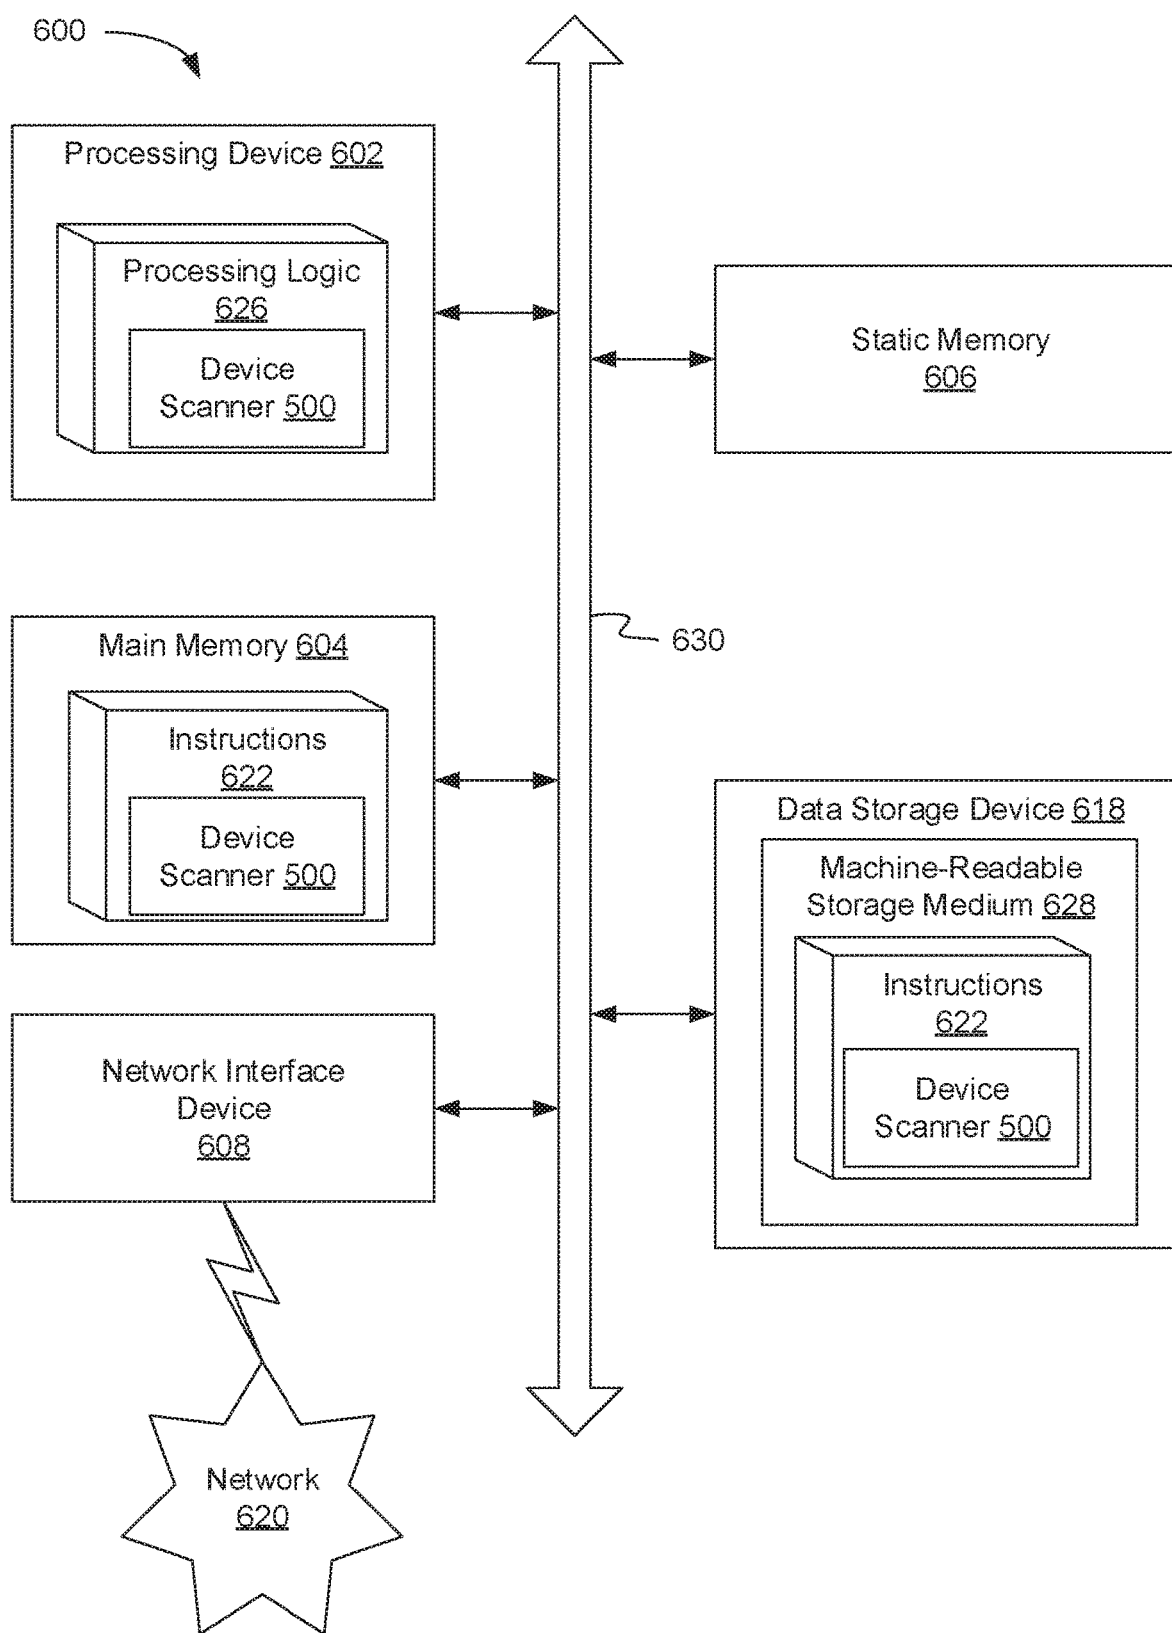 600
Processing Device 602
Processing Logic
626
Device
Scanner 500
Static Memory
606
630
Main Memory 604
Instructions
622
Device
Scanner 500
Data Storage Device 618
Machine-Readable
Storage Medium 628
Instructions
622
Device
Scanner 500
Network Interface
Device
608
Network
620